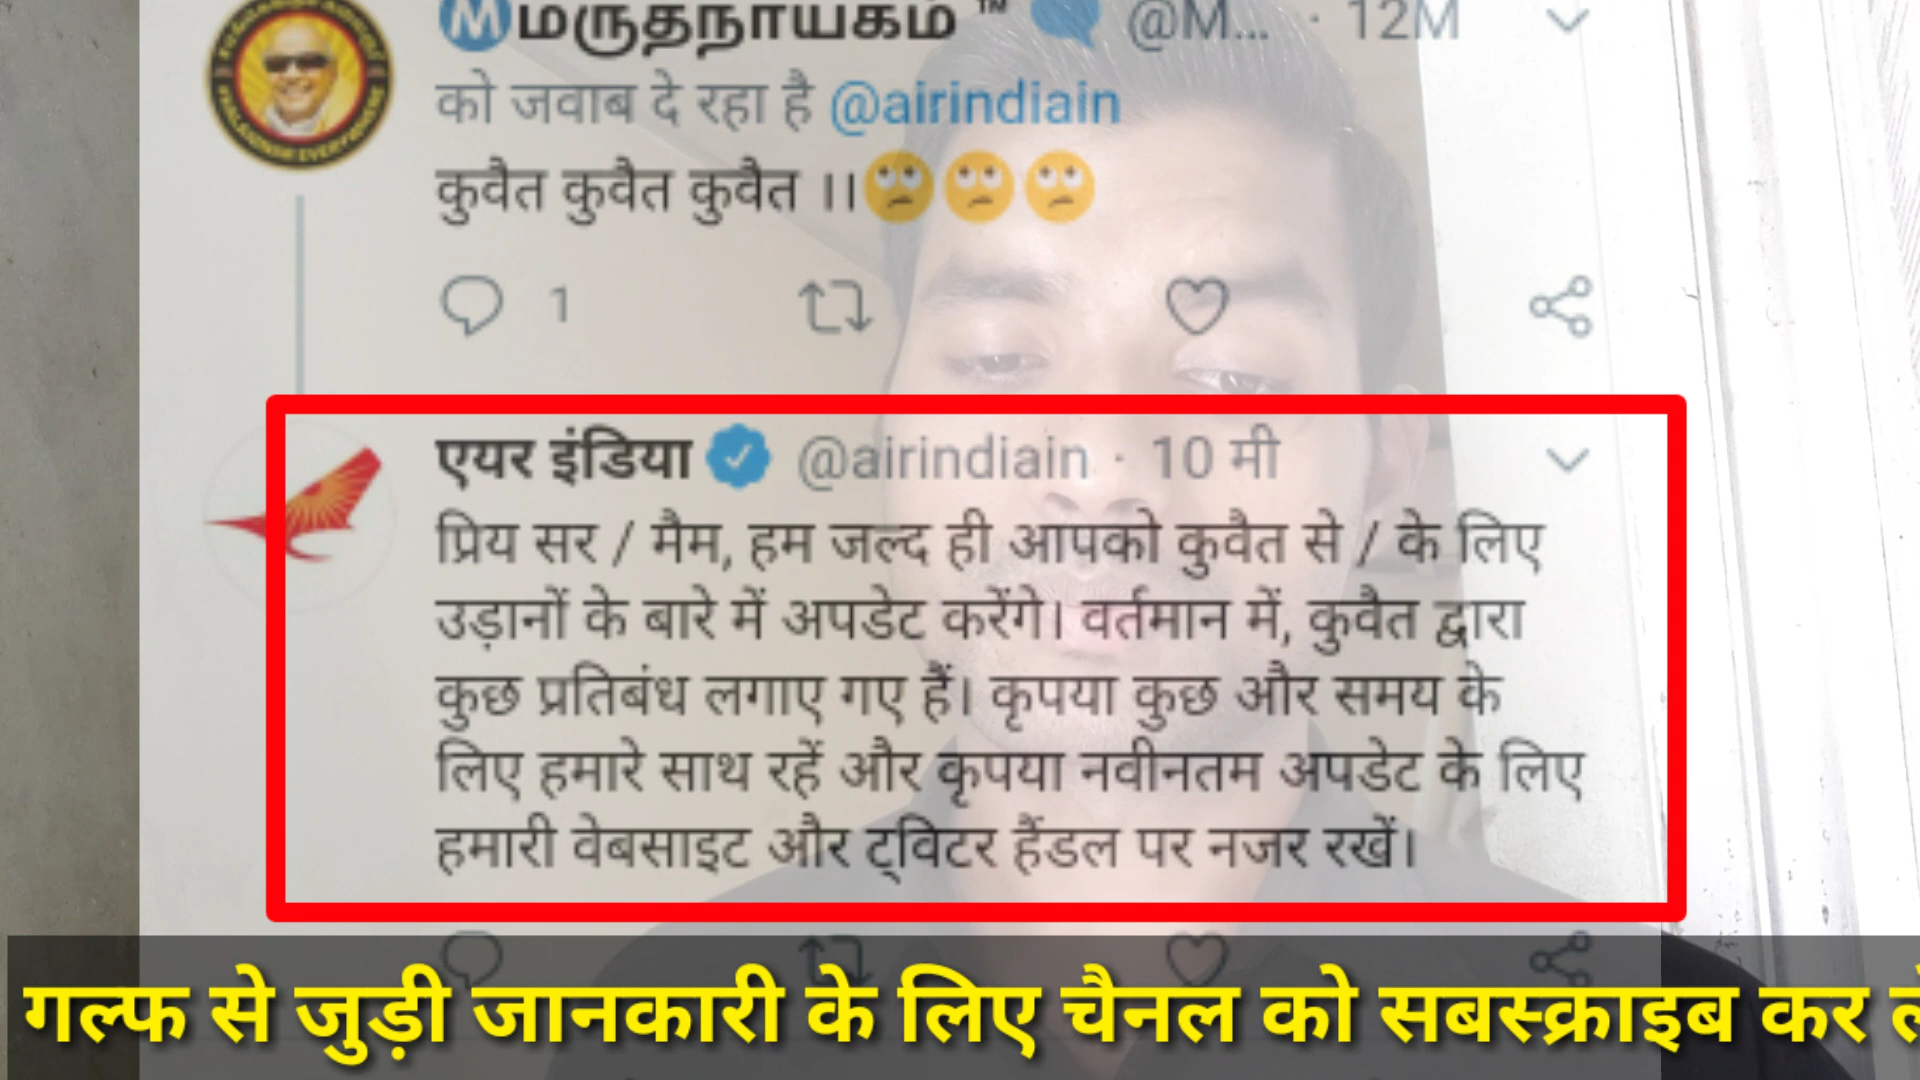 Ⓜமருதநாயகம் ™ @M... · 12M
को जवाब दे रहा है @airindiain
कुवैत कुवैत कुवैत ।।🙄🙄🙄
1
एयर इंडिया @airindiain · 10 मी
प्रिय सर / मैम, हम जल्द ही आपको कुवैत से / के लिए
उड़ानों के बारे में अपडेट करेंगे। वर्तमान में, कुवैत द्वारा
कुछ प्रतिबंध लगाए गए हैं। कृपया कुछ और समय के
लिए हमारे साथ रहें और कृपया नवीनतम अपडेट के लिए
हमारी वेबसाइट और ट्विटर हैंडल पर नजर रखें।
गल्फ से जुड़ी जानकारी के लिए चैनल को सबस्क्राइब कर